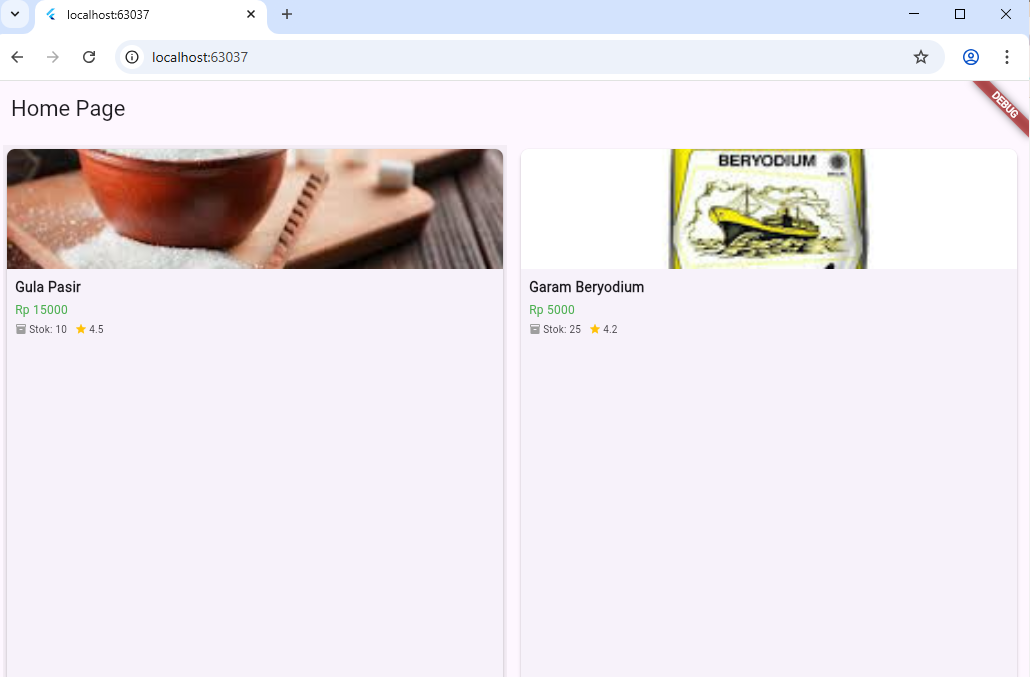 localhost:63037
localhost:63037
Home Page
DEBUG
BERYODIUM
Gula Pasir
Rp 15000
Stok: 10 4.5
Garam Beryodium
Rp 5000
Stok: 25 4.2